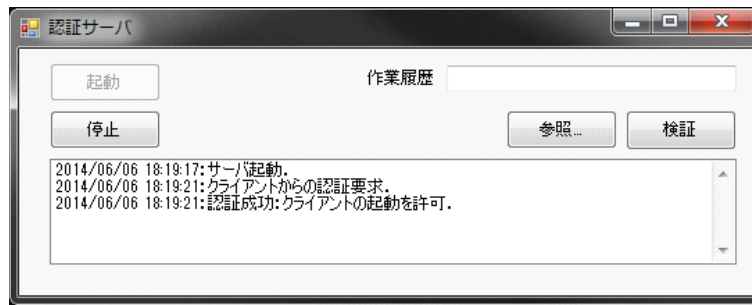 認証サーバ
起動
作業履歴
停止
参照...
検証
2014/06/06 18:19:17:サーバ起動.
2014/06/06 18:19:21:クライアントからの認証要求.
2014/06/06 18:19:21:認証成功:クライアントの起動を許可.